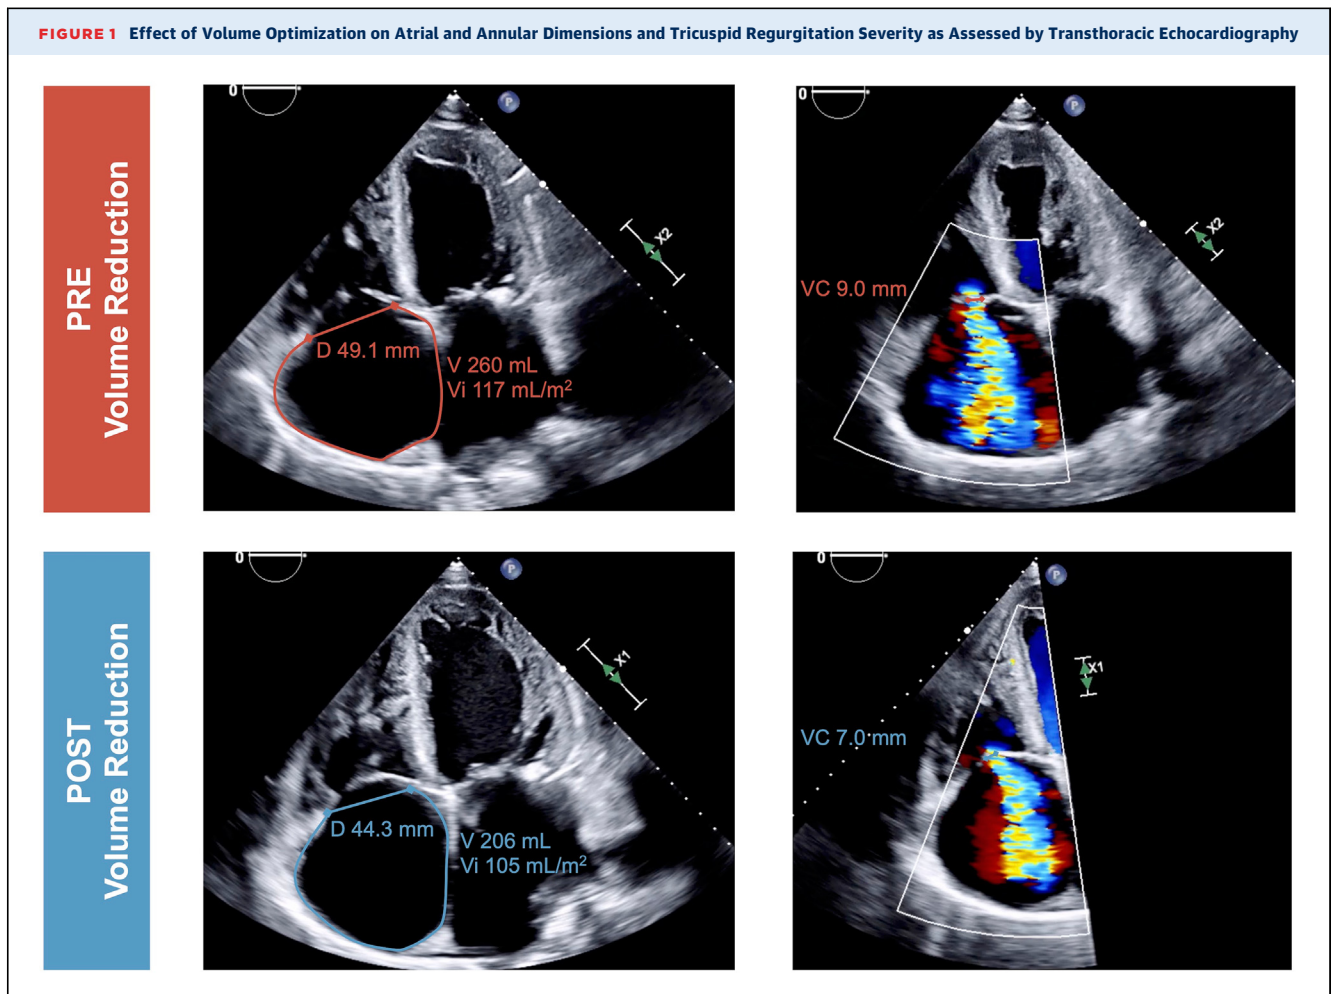 FIGURE 1 Effect of Volume Optimization on Atrial and Annular Dimensions and Tricuspid Regurgitation Severity as Assessed by Transthoracic Echocardiography
PRE
Volume Reduction
0
P
X2
D 49.1 mm
V 260 mL
Vi 117 mL/m²
0
P
X2
VC 9.0 mm
POST
Volume Reduction
0
P
X1
D 44.3 mm
V 206 mL
Vi 105 mL/m²
0
P
X1
VC 7.0 mm